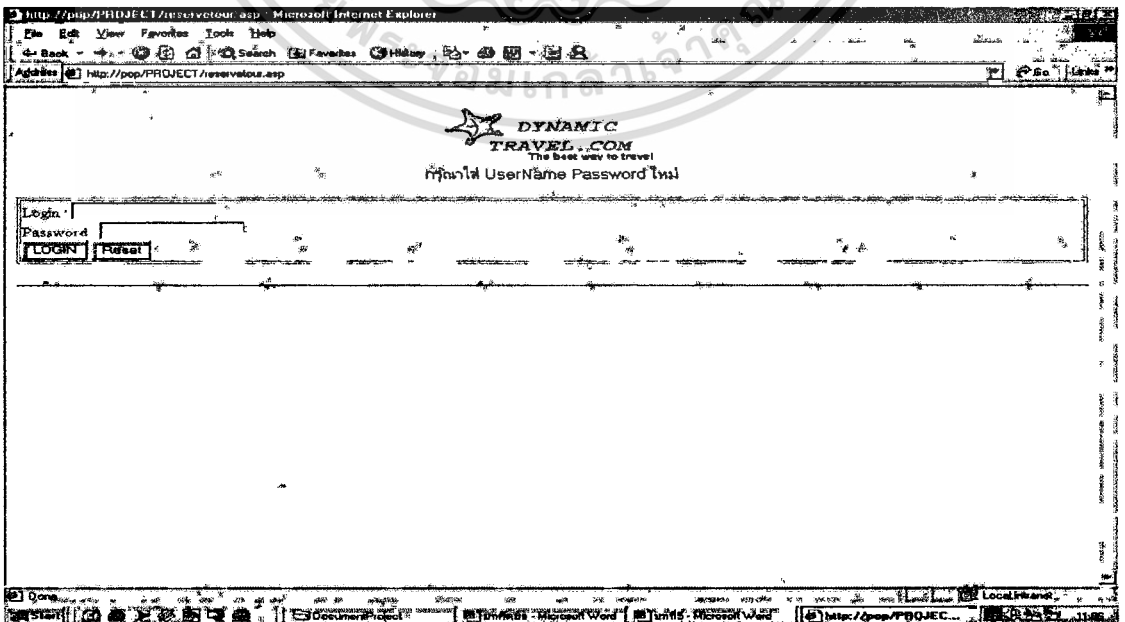 http://pop/PROJECT/reservetour.asp - Microsoft Internet Explorer
File Edit View Favorites Tools Help
Back Search Favorites History
Address http://pop/PROJECT/reservetour.asp Go Links
DYNAMIC
TRAVEL.COM
The best way to travel
กรุณาใส่ UserName Password ใหม่
Login
Password
LOGIN Reset
Done Local intranet
Start DocumentProject - Microsoft Word - Microsoft Word http://pop/PROJEC...